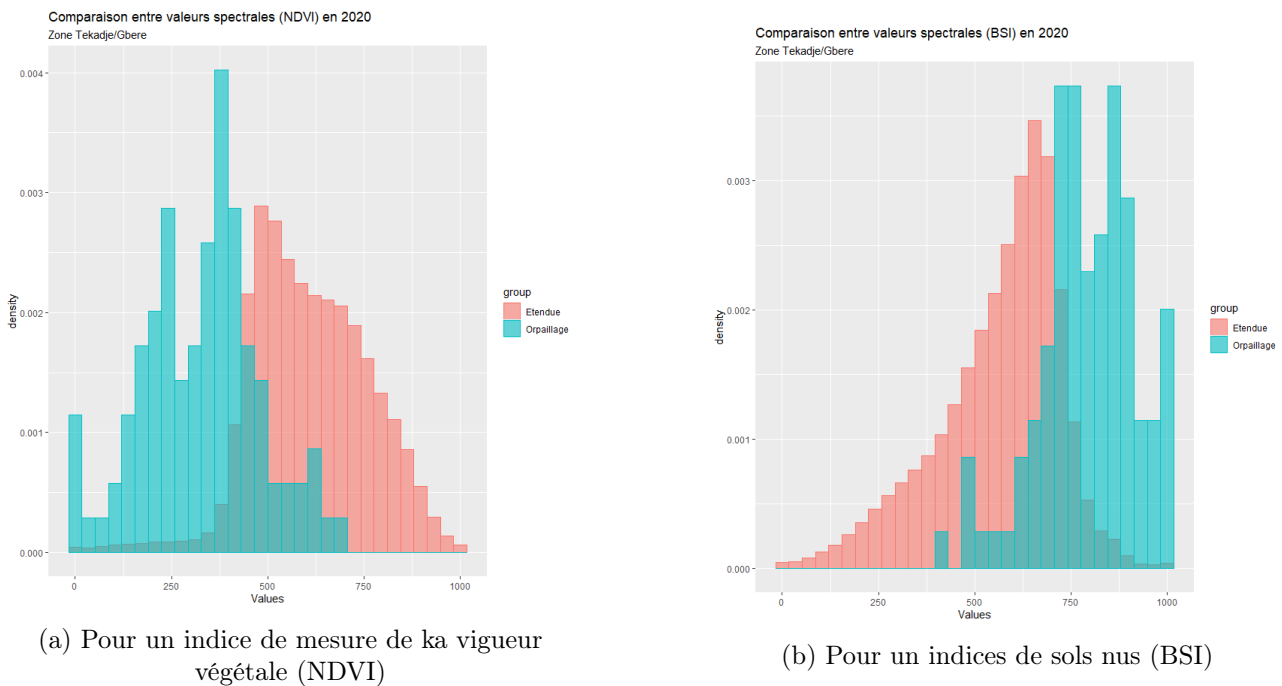 Comparaison entre valeurs spectrales (NDVI) en 2020
Zone Tekadje/Gbere
0.004
0.003
0.002
0.001
0.000
density
0
250
500
750
1000
Values
group
Etendue
Orpaillage
(a) Pour un indice de mesure de ka vigueur
végétale (NDVI)
Comparaison entre valeurs spectrales (BSI) en 2020
Zone Tekadje/Gbere
0.003
0.002
0.001
0.000
density
0
250
500
750
1000
Values
group
Etendue
Orpaillage
(b) Pour un indices de sols nus (BSI)